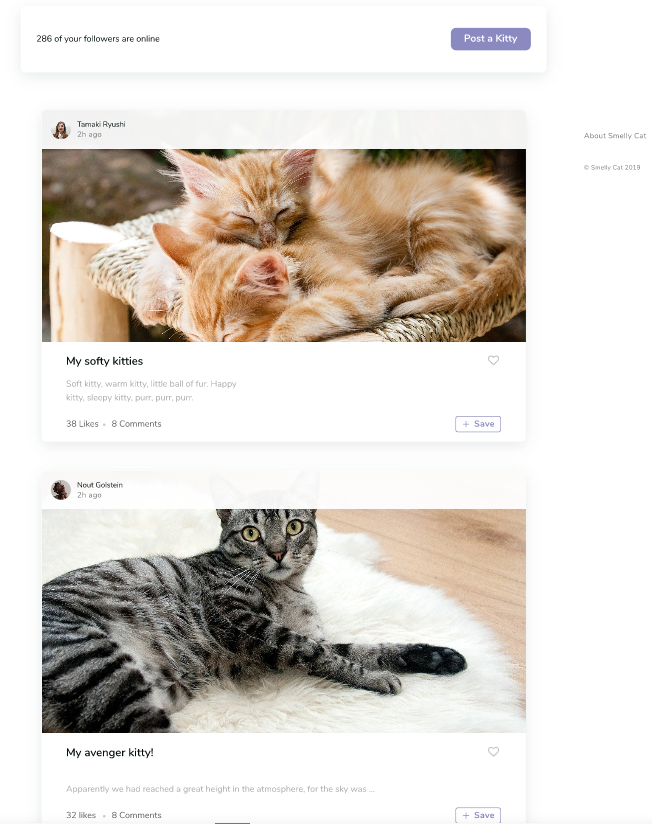 286 of your followers are online
Post a Kitty
Tamaki Ryushi
2h ago
About Smelly Cat
© Smelly Cat 2019
My softy kitties
Soft kitty, warm kitty, little ball of fur. Happy
kitty, sleepy kitty, purr, purr, purr.
38 Likes • 8 Comments
+ Save
Nout Golstein
2h ago
My avenger kitty!
Apparently we had reached a great height in the atmosphere, for the sky was ...
32 likes • 8 Comments
+ Save